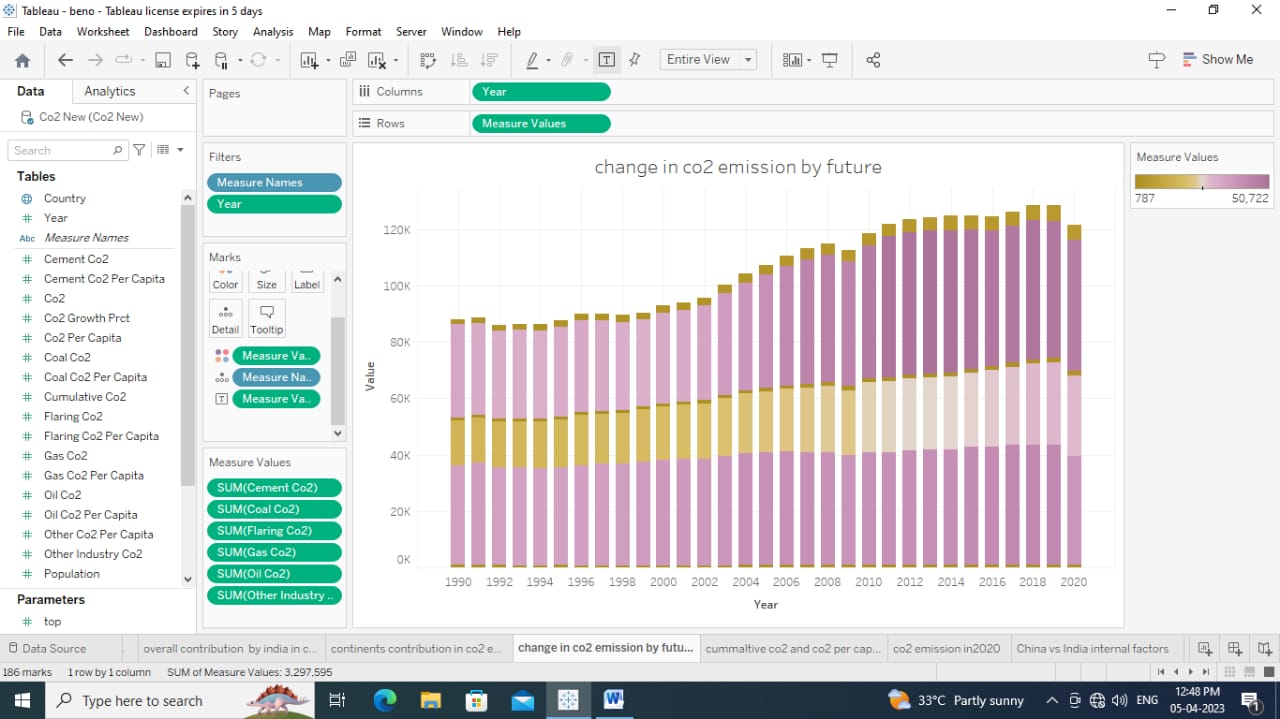 Tableau - beno - Tableau license expires in 5 days
File Data Worksheet Dashboard Story Analysis Map Format Server Window Help
Entire View
Show Me
Data Analytics
Co2 New (Co2 New)
Search
Tables
Country
Year
Abc Measure Names
Cement Co2
Cement Co2 Per Capita
Co2
Co2 Growth Prct
Co2 Per Capita
Coal Co2
Coal Co2 Per Capita
Cumulative Co2
Flaring Co2
Flaring Co2 Per Capita
Gas Co2
Gas Co2 Per Capita
Oil Co2
Oil Co2 Per Capita
Other Co2 Per Capita
Other Industry Co2
Population
Parameters
top
Pages
Filters
Measure Names
Year
Marks
Color Size Label
Detail Tooltip
Measure Va..
Measure Na..
T Measure Va..
Measure Values
SUM(Cement Co2)
SUM(Coal Co2)
SUM(Flaring Co2)
SUM(Gas Co2)
SUM(Oil Co2)
SUM(Other Industry ..
Columns Year
Rows Measure Values
change in co2 emission by future
120K
100K
80K
60K
40K
20K
0K
Value
1990 1992 1994 1996 1998 2000 2002 2004 2006 2008 2010 2012 2014 2016 2018 2020
Year
Measure Values
787 50,722
Data Source overall contribution by india in c... continents contribution in co2 e... change in co2 emission by futu... cummaltive co2 and co2 per cap... co2 emission in2020 China vs India internal factors
186 marks 1 row by 1 column SUM of Measure Values: 3,297,595
Type here to search
33°C Partly sunny
ENG
12:48 PM
05-04-2023
1